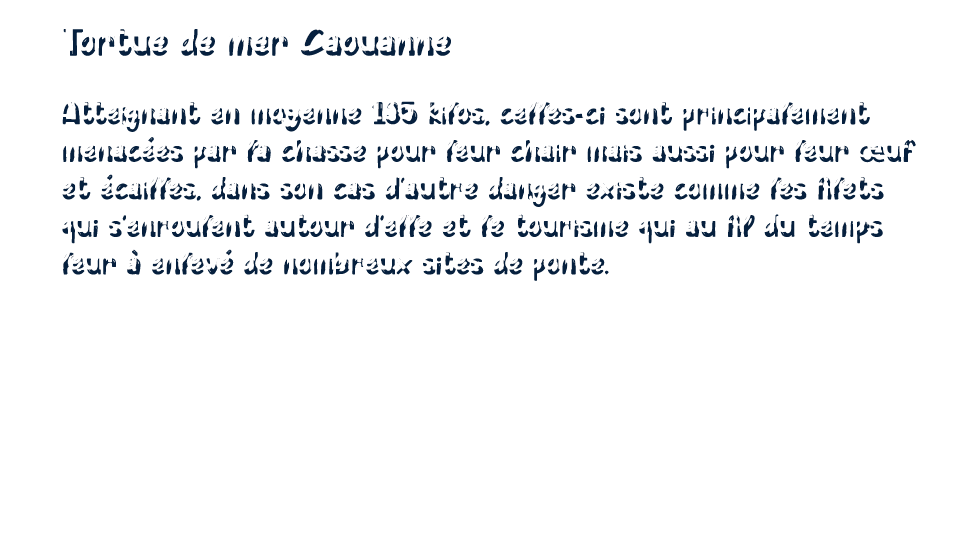 Tortue de mer Caouanne
Atteignant en moyenne 105 kilos, celles-ci sont principalement
menacées par la chasse pour leur chair mais aussi pour leur œuf
et écailles, dans son cas d'autre danger existe comme les filets
qui s'enroulent autour d'elle et le tourisme qui au fil du temps
leur à enlevé de nombreux sites de ponte.